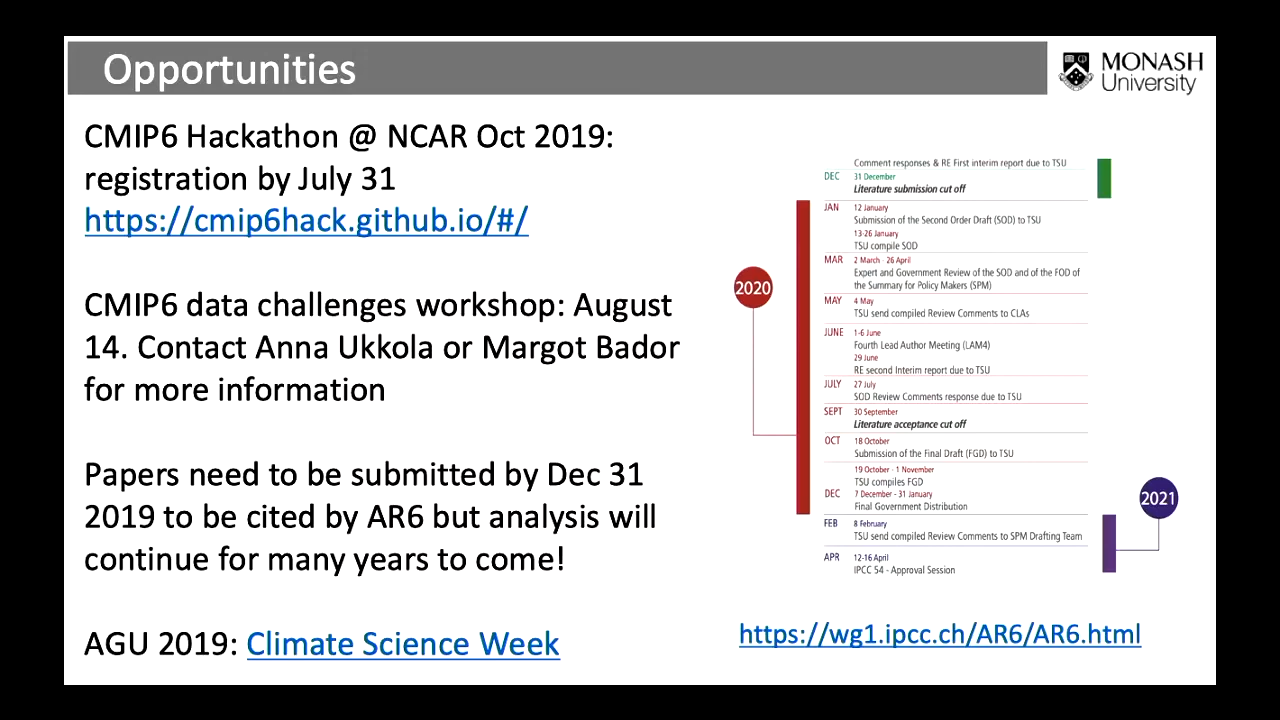 Opportunities
MONASH
University
CMIP6 Hackathon @ NCAR Oct 2019:
registration by July 31
https://cmip6hack.github.io/#/
CMIP6 data challenges workshop: August
14. Contact Anna Ukkola or Margot Bador
for more information
Papers need to be submitted by Dec 31
2019 to be cited by AR6 but analysis will
continue for many years to come!
AGU 2019: Climate Science Week
Comment responses & RE First interim report due to TSU
DEC 31 December
Literature submission cut off
2020
JAN 12 January
Submission of the Second Order Draft (SOD) to TSU
13-26 January
TSU compile SOD
MAR 2 March - 26 April
Expert and Government Review of the SOD and of the FOD of
the Summary for Policy Makers (SPM)
MAY 4 May
TSU send compiled Review Comments to CLAs
JUNE 1-6 June
Fourth Lead Author Meeting (LAM4)
29 June
RE second Interim report due to TSU
JULY 27 July
SOD Review Comments response due to TSU
SEPT 30 September
Literature acceptance cut off
OCT 18 October
Submission of the Final Draft (FGD) to TSU
19 October - 1 November
TSU compiles FGD
DEC 7 December - 31 January
Final Government Distribution
2021
FEB 8 February
TSU send compiled Review Comments to SPM Drafting Team
APR 12-16 April
IPCC 54 - Approval Session
https://wg1.ipcc.ch/AR6/AR6.html